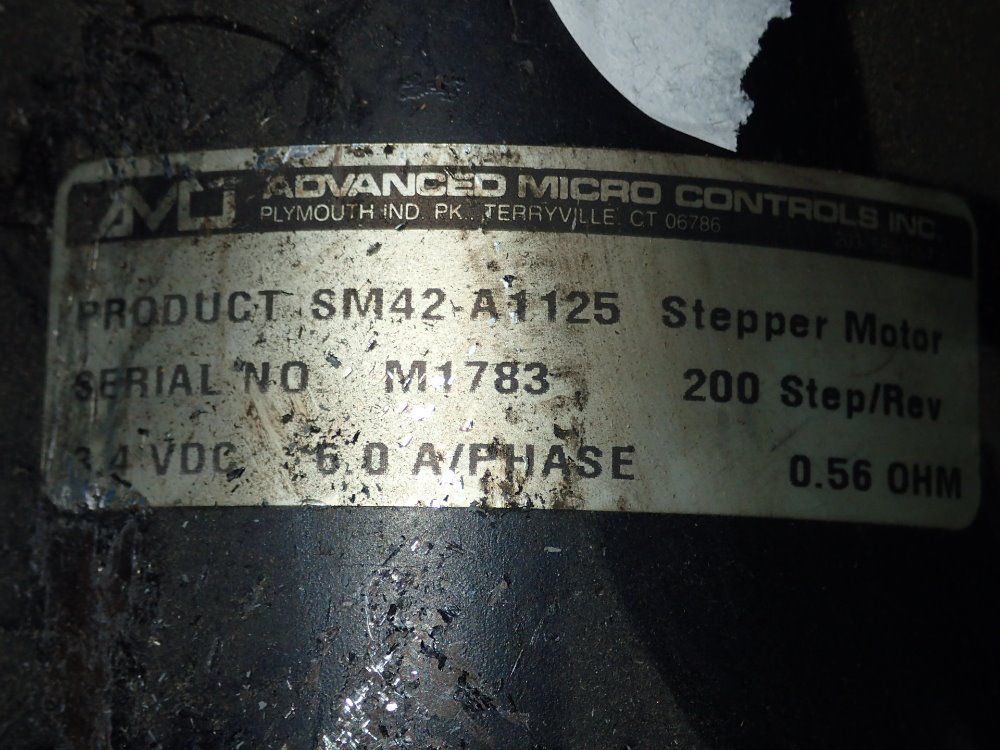 AMCI ADVANCED MICRO CONTROLS INC.
PLYMOUTH IND. PK., TERRYVILLE, CT 06786
PRODUCT SM42-A1125 Stepper Motor
SERIAL NO. M1783 200 Step/Rev
3.4 VDC 6.0 A/PHASE 0.56 OHM